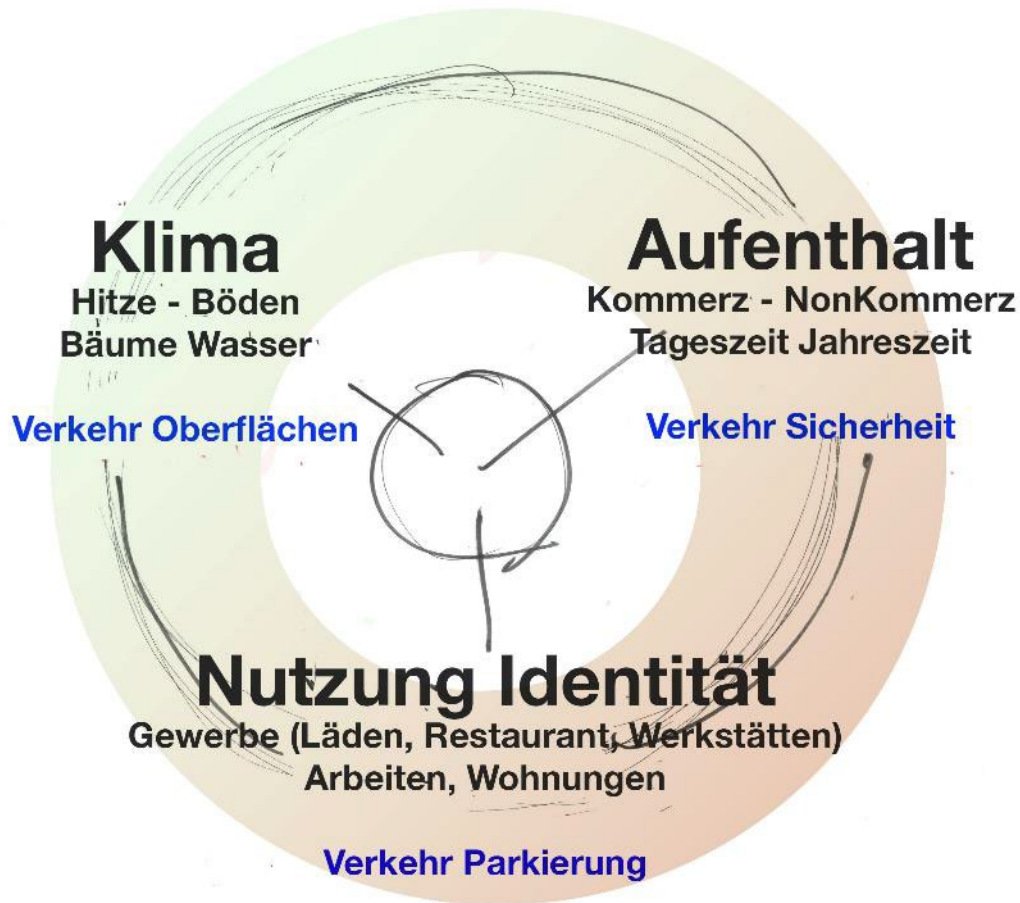 Klima
Hitze - Böden
Bäume Wasser
Verkehr Oberflächen
Aufenthalt
Kommerz - NonKommerz
Tageszeit Jahreszeit
Verkehr Sicherheit
Nutzung Identität
Gewerbe (Läden, Restaurant, Werkstätten)
Arbeiten, Wohnungen
Verkehr Parkierung